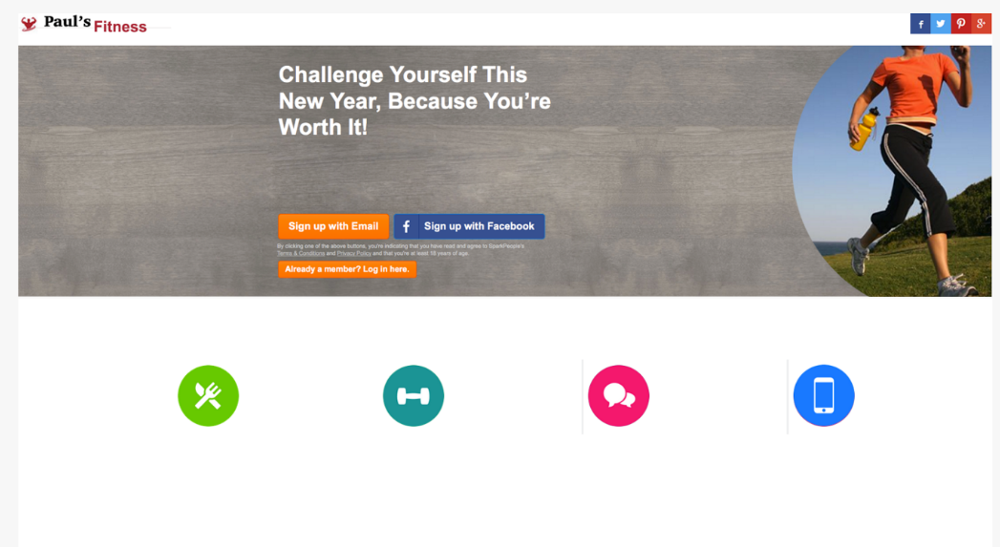 Paul's Fitness
Challenge Yourself This
New Year, Because You're
Worth It!
Sign up with Email
f Sign up with Facebook
By clicking one of the above buttons, you're indicating that you have read and agree to SparkPeople's
Terms & Conditions and Privacy Policy and that you're at least 18 years of age.
Already a member? Log in here.